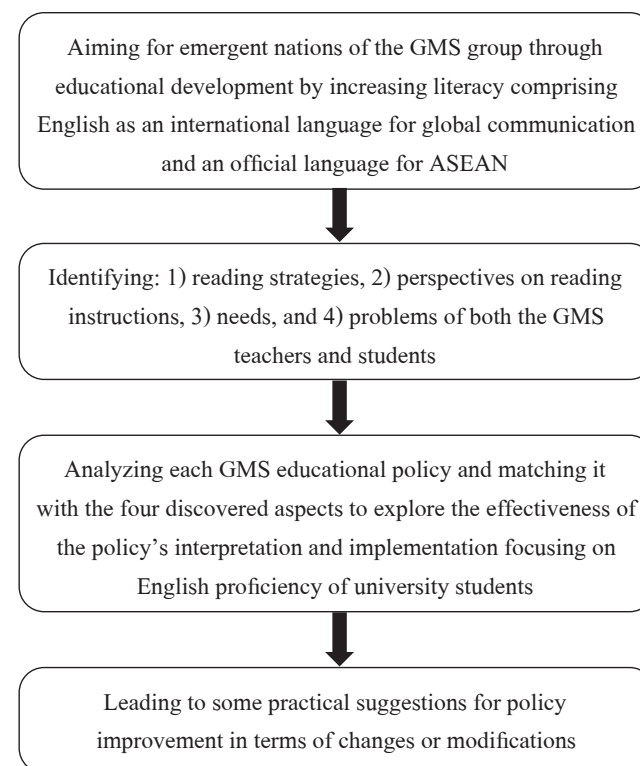 Aiming for emergent nations of the GMS group through
educational development by increasing literacy comprising
English as an international language for global communication
and an official language for ASEAN
Identifying: 1) reading strategies, 2) perspectives on reading
instructions, 3) needs, and 4) problems of both the GMS
teachers and students
Analyzing each GMS educational policy and matching it
with the four discovered aspects to explore the effectiveness of
the policy’s interpretation and implementation focusing on
English proficiency of university students
Leading to some practical suggestions for policy
improvement in terms of changes or modifications